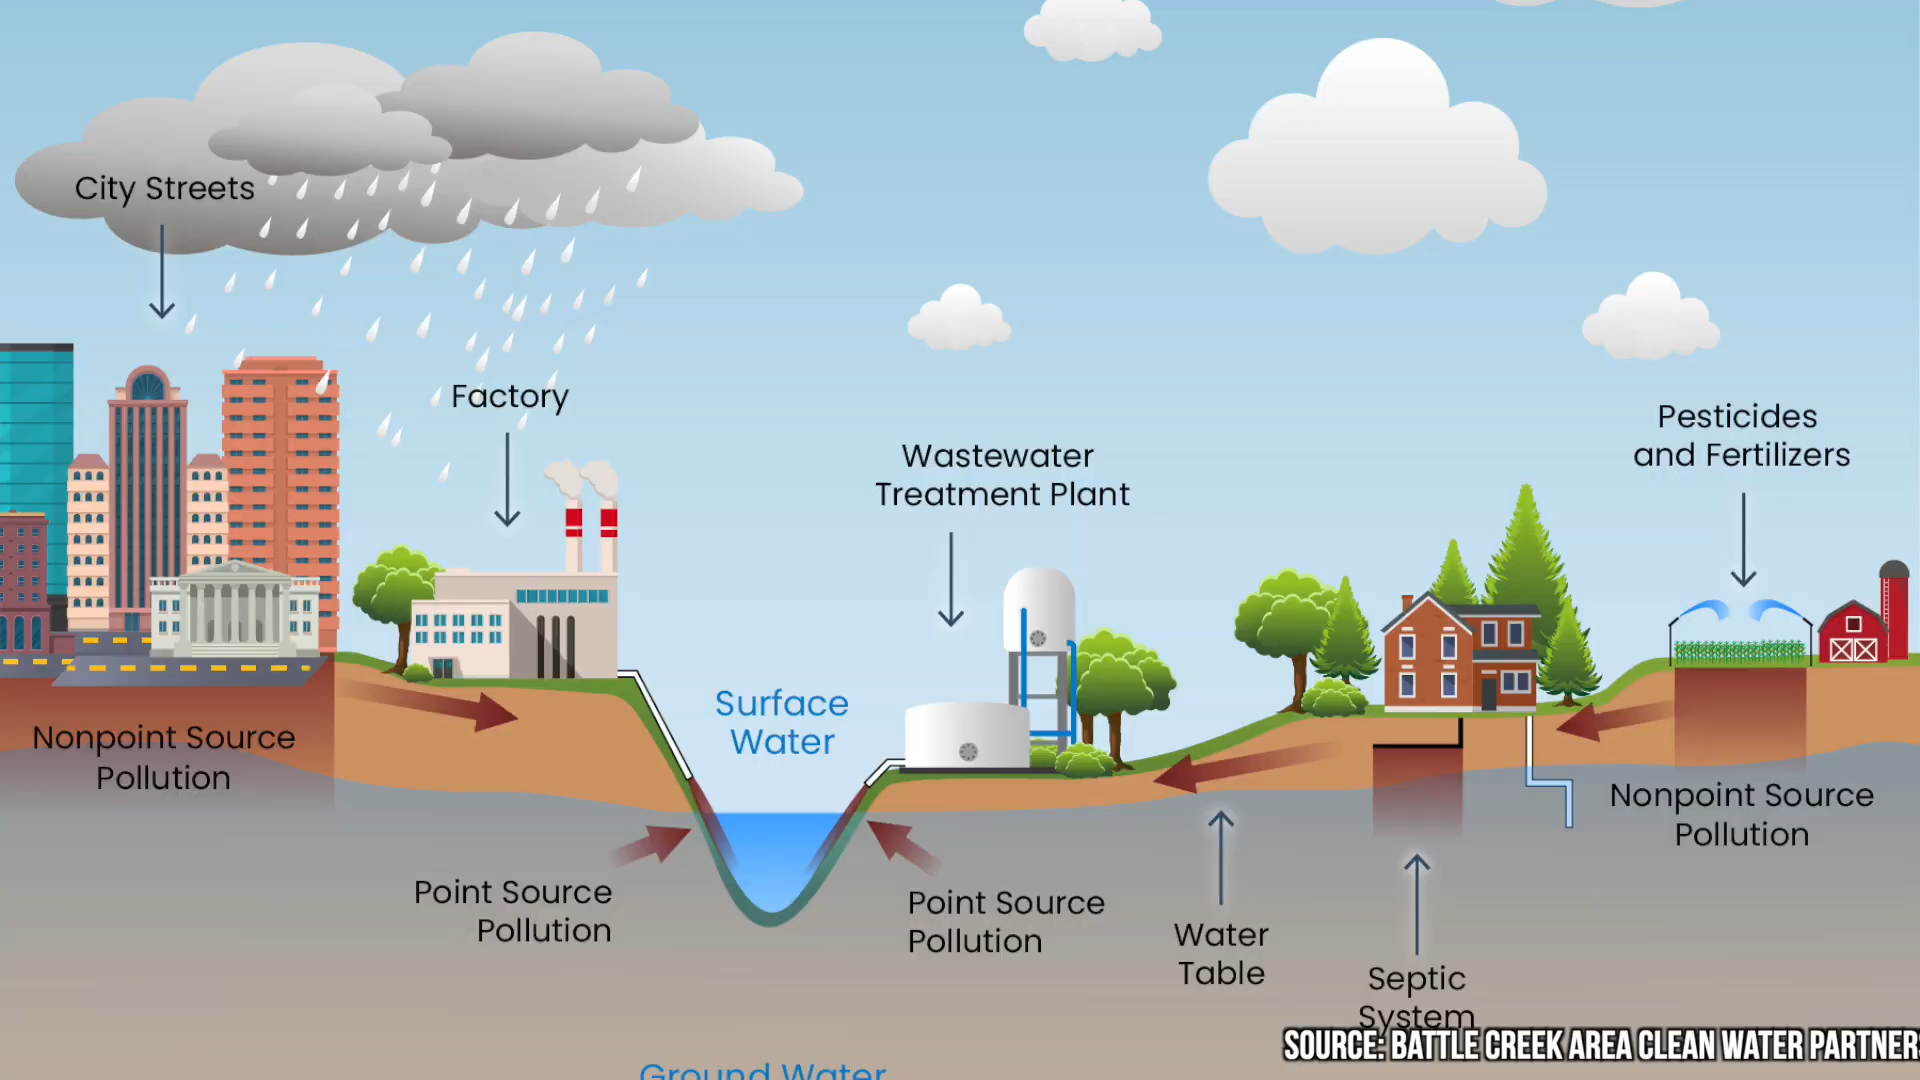 City Streets
Factory
Wastewater
Treatment Plant
Pesticides
and Fertilizers
Surface
Water
Nonpoint Source
Pollution
Nonpoint Source
Pollution
Point Source
Pollution
Point Source
Pollution
Water
Table
Septic
System
SOURCE: BATTLE CREEK AREA CLEAN WATER PARTNER
Ground Water